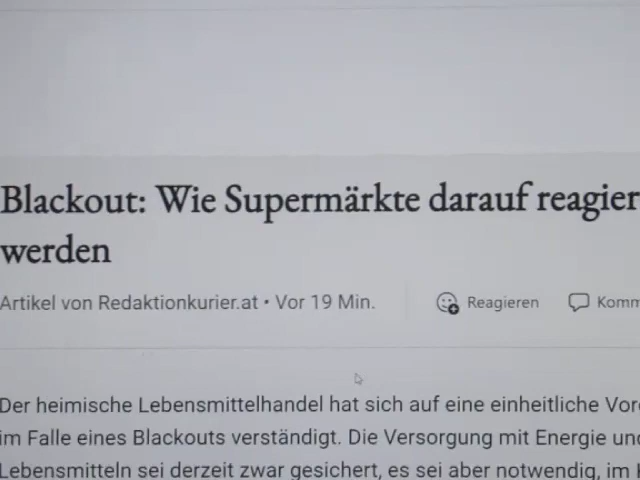 Blackout: Wie Supermärkte darauf reagier
werden
Artikel von Redaktionkurier.at • Vor 19 Min.
Reagieren
Komm
Der heimische Lebensmittelhandel hat sich auf eine einheitliche Vor
im Falle eines Blackouts verständigt. Die Versorgung mit Energie und
Lebensmitteln sei derzeit zwar gesichert, es sei aber notwendig, im